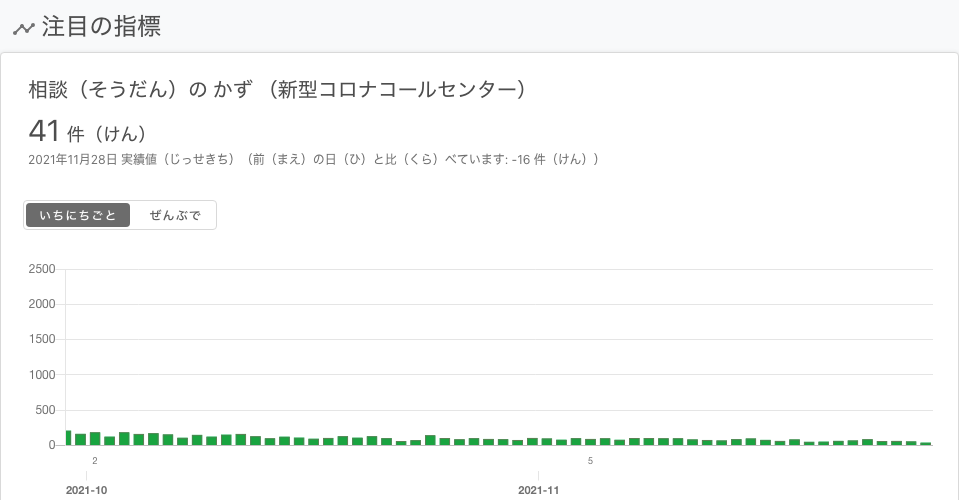 注目の指標
相談（そうだん）の かず （新型コロナコールセンター）
41 件（けん）
2021年11月28日 実績値（じっせきち）（前（まえ）の日（ひ）と比（くら）べています: -16 件（けん））
いちにちごと ぜんぶで
2500
2000
1500
1000
500
0
2 5
2021-10 2021-11